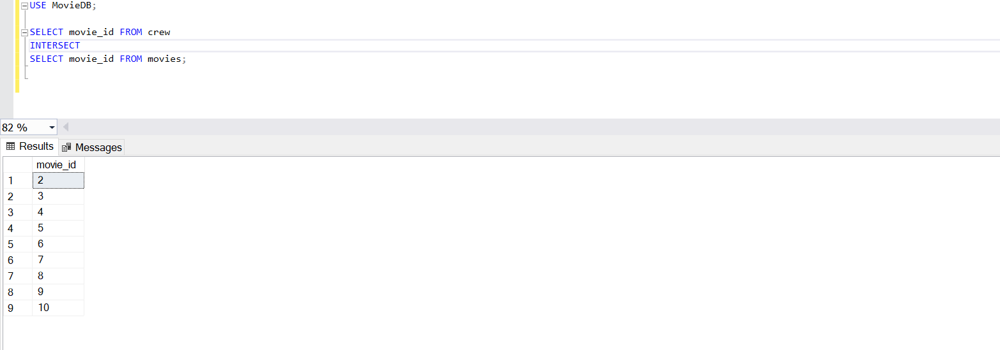 USE MovieDB;
SELECT movie_id FROM crew
INTERSECT
SELECT movie_id FROM movies;
82 %
Results Messages
movie_id
1 2
2 3
3 4
4 5
5 6
6 7
7 8
8 9
9 10